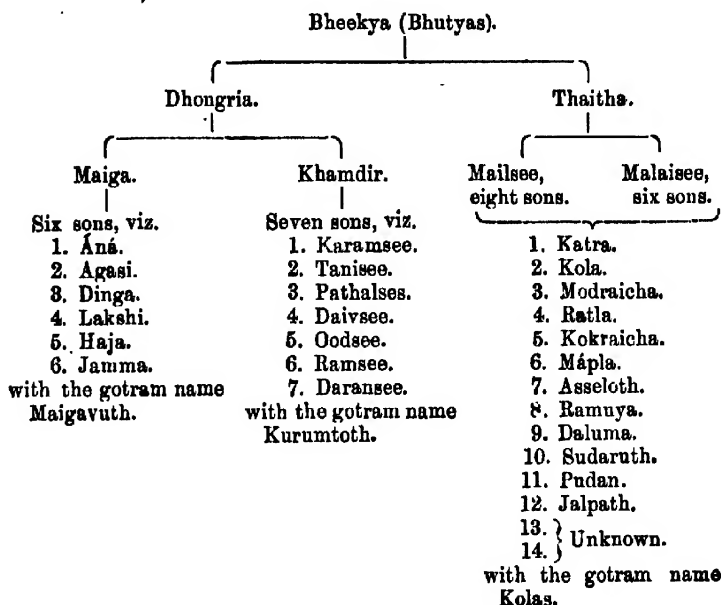 Bheekya (Bhutyas).
Dhongria.
Thaitha.
Maiga.
Khamdir.
Mailsee,
eight sons.
Malaisee,
six sons.
Six sons, viz.
1. Áná.
2. Agasi.
3. Dinga.
4. Lakshi.
5. Haja.
6. Jamma.
with the gotram name
Maigavuth.
Seven sons, viz.
1. Karamsee.
2. Tanisee.
3. Pathalses.
4. Daivsee.
5. Oodsee.
6. Ramsee.
7. Daransee.
with the gotram name
Kurumtoth.
1. Katra.
2. Kola.
3. Modraicha.
4. Ratla.
5. Kokraicha.
6. Mápla.
7. Asseloth.
8. Ramuya.
9. Daluma.
10. Sudaruth.
11. Pudan.
12. Jalpath.
13. } Unknown.
14.
with the gotram name
Kolas.